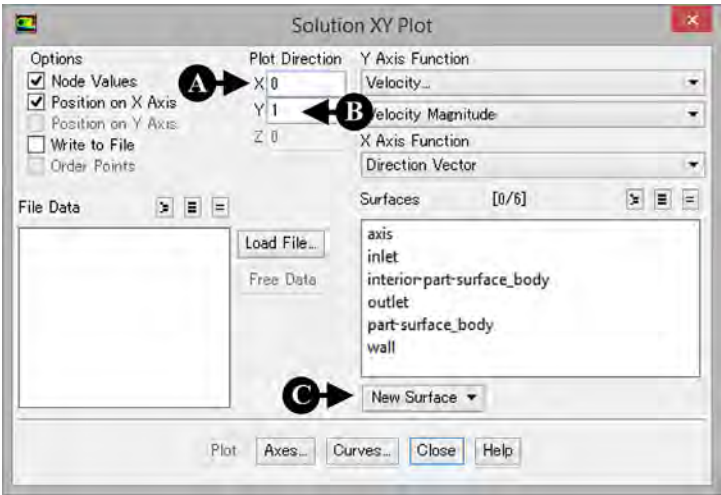 Solution XY Plot
Options
Node Values
Position on X Axis
Position on Y Axis
Write to File
Order Points
Plot Direction
X 0
Y 1
Z 0
A
B
Y Axis Function
Velocity...
Velocity Magnitude
X Axis Function
Direction Vector
File Data
Load File...
Free Data
Surfaces [0/6]
axis
inlet
interior-part-surface_body
outlet
part-surface_body
wall
C
New Surface
Plot Axes... Curves... Close Help